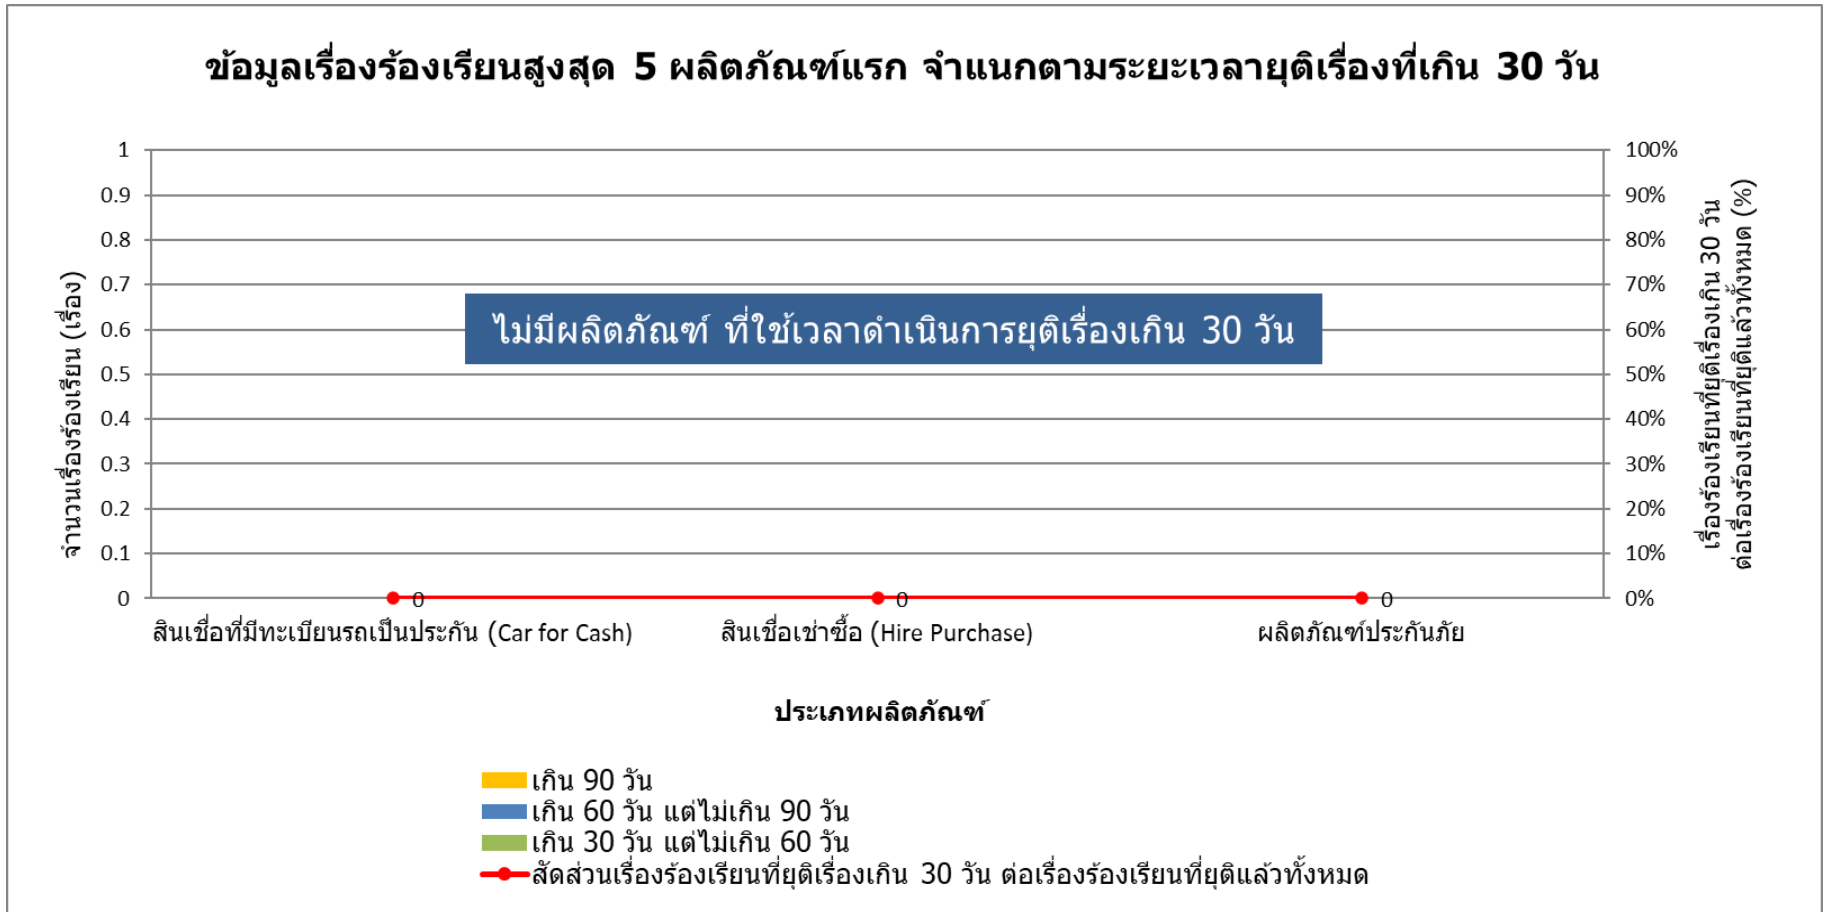 ข้อมูลเรื่องร้องเรียนสูงสุด 5 ผลิตภัณฑ์แรก จำแนกตามระยะเวลายุติเรื่องที่เกิน 30 วัน
จำนวนเรื่องร้องเรียน (เรื่อง)
1
0.9
0.8
0.7
0.6
0.5
0.4
0.3
0.2
0.1
0
ไม่มีผลิตภัณฑ์ ที่ใช้เวลาดำเนินการยุติเรื่องเกิน 30 วัน
0
0
0
100%
90%
80%
70%
60%
50%
40%
30%
20%
10%
0%
เรื่องร้องเรียนที่ยุติเรื่องเกิน 30 วัน
ต่อเรื่องร้องเรียนที่ยุติแล้วทั้งหมด (%)
สินเชื่อที่มีทะเบียนรถเป็นประกัน (Car for Cash)
สินเชื่อเช่าซื้อ (Hire Purchase)
ผลิตภัณฑ์ประกันภัย
ประเภทผลิตภัณฑ์
เกิน 90 วัน
เกิน 60 วัน แต่ไม่เกิน 90 วัน
เกิน 30 วัน แต่ไม่เกิน 60 วัน
สัดส่วนเรื่องร้องเรียนที่ยุติเรื่องเกิน 30 วัน ต่อเรื่องร้องเรียนที่ยุติแล้วทั้งหมด